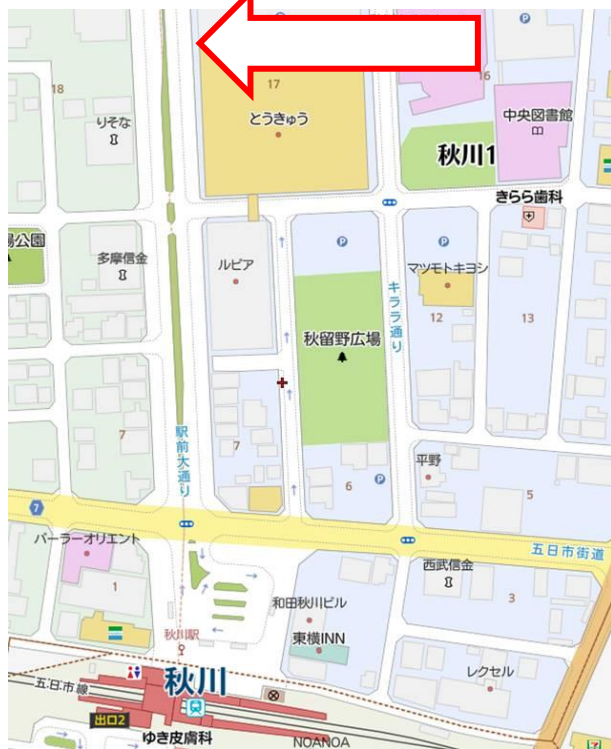 18
17
16
とうきゅう
りそな
中央図書館
秋川1
きらら歯科
多摩信金
ルピア
マツモトキヨシ
キララ通り
12
13
秋留野広場
7
駅前大通り
7
平野
6
5
7
パーラーオリエント
五日市街道
西武信金
1
3
和田秋川ビル
東横INN
秋川駅
レクセル
五日市線
秋川
出口2
ゆき皮膚科
NOANOA